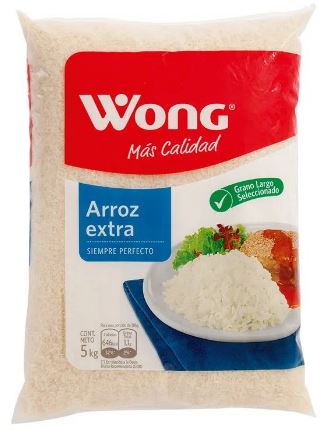 Wong®
Más Calidad
Grano Largo
Seleccionado
Arroz
extra
SIEMPRE PERFECTO
CONT.
NETO
5 kg